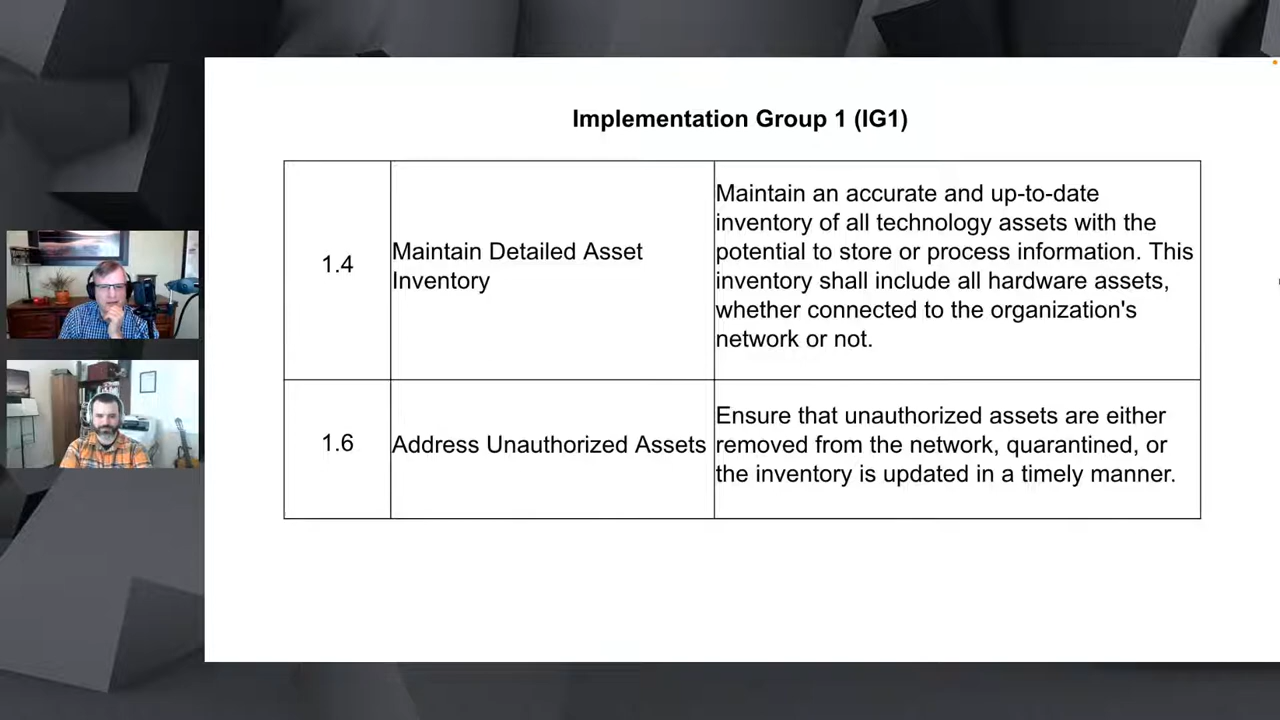 Implementation Group 1 (IG1)
1.4
Maintain Detailed Asset
Inventory
Maintain an accurate and up-to-date
inventory of all technology assets with the
potential to store or process information. This
inventory shall include all hardware assets,
whether connected to the organization's
network or not.
1.6
Address Unauthorized Assets
Ensure that unauthorized assets are either
removed from the network, quarantined, or
the inventory is updated in a timely manner.